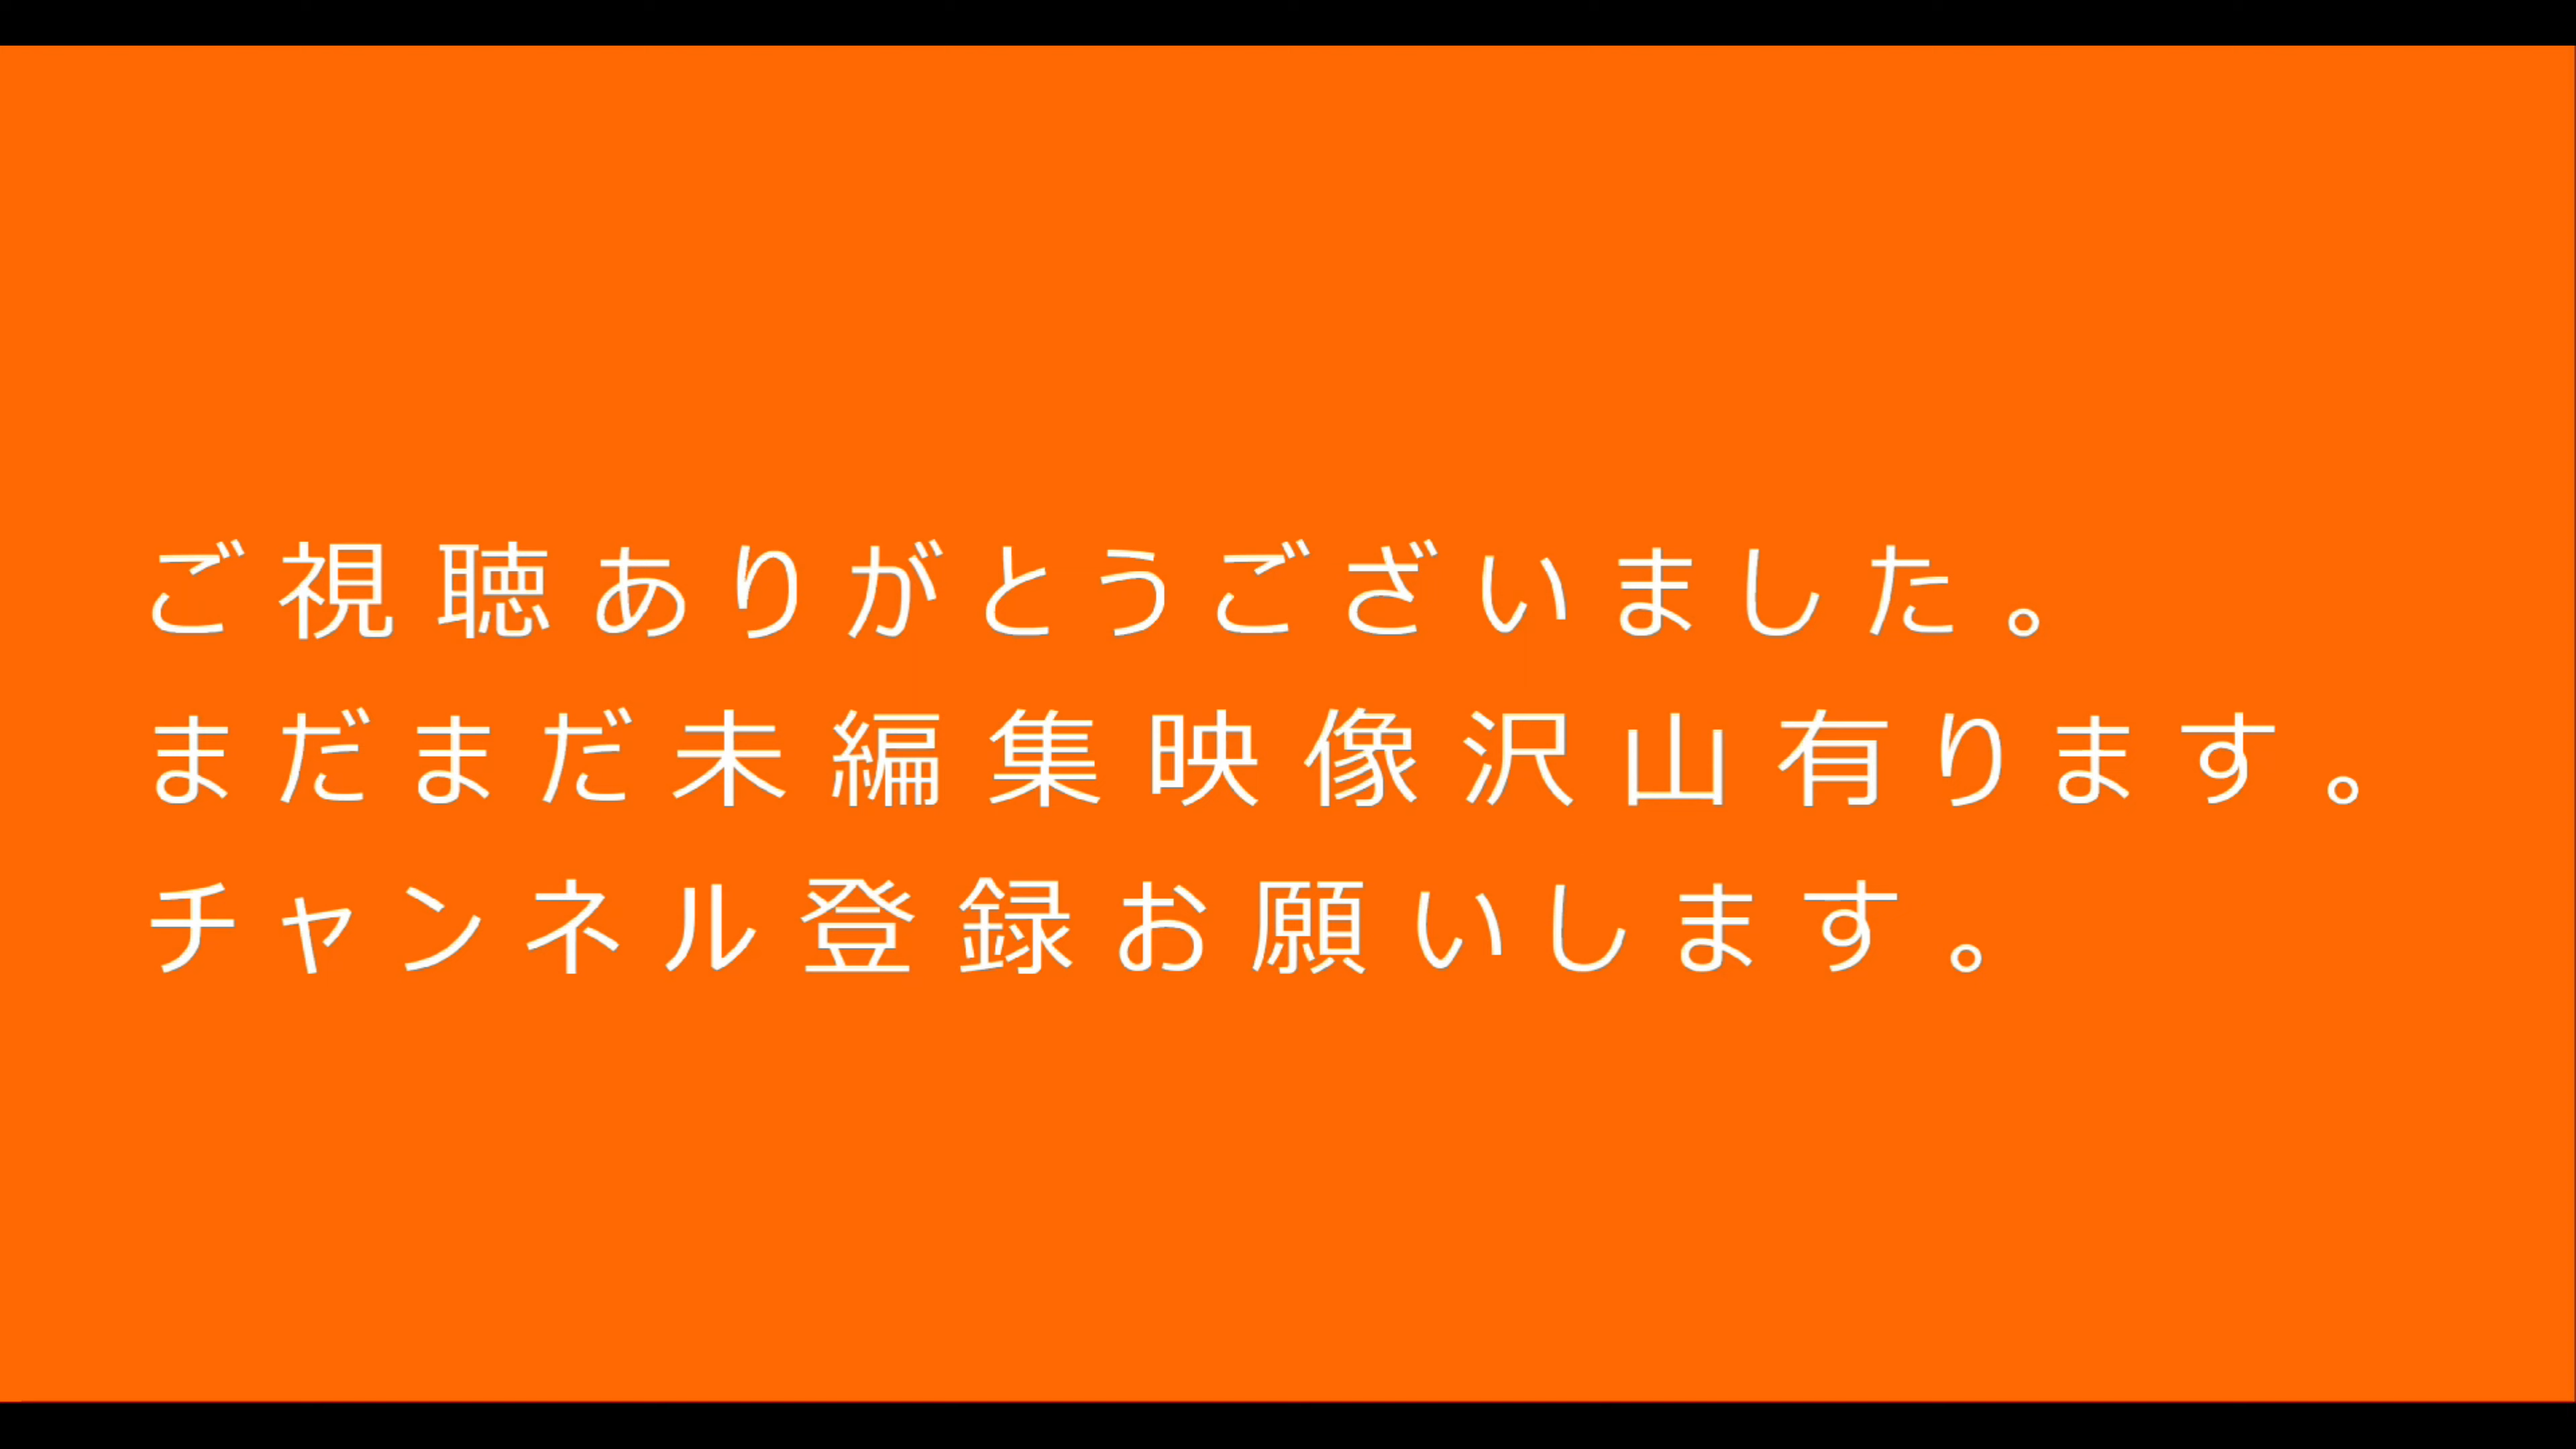 ご視聴ありがとうございました。
まだまだ未編集映像沢山有ります。
チャンネル登録お願いします。